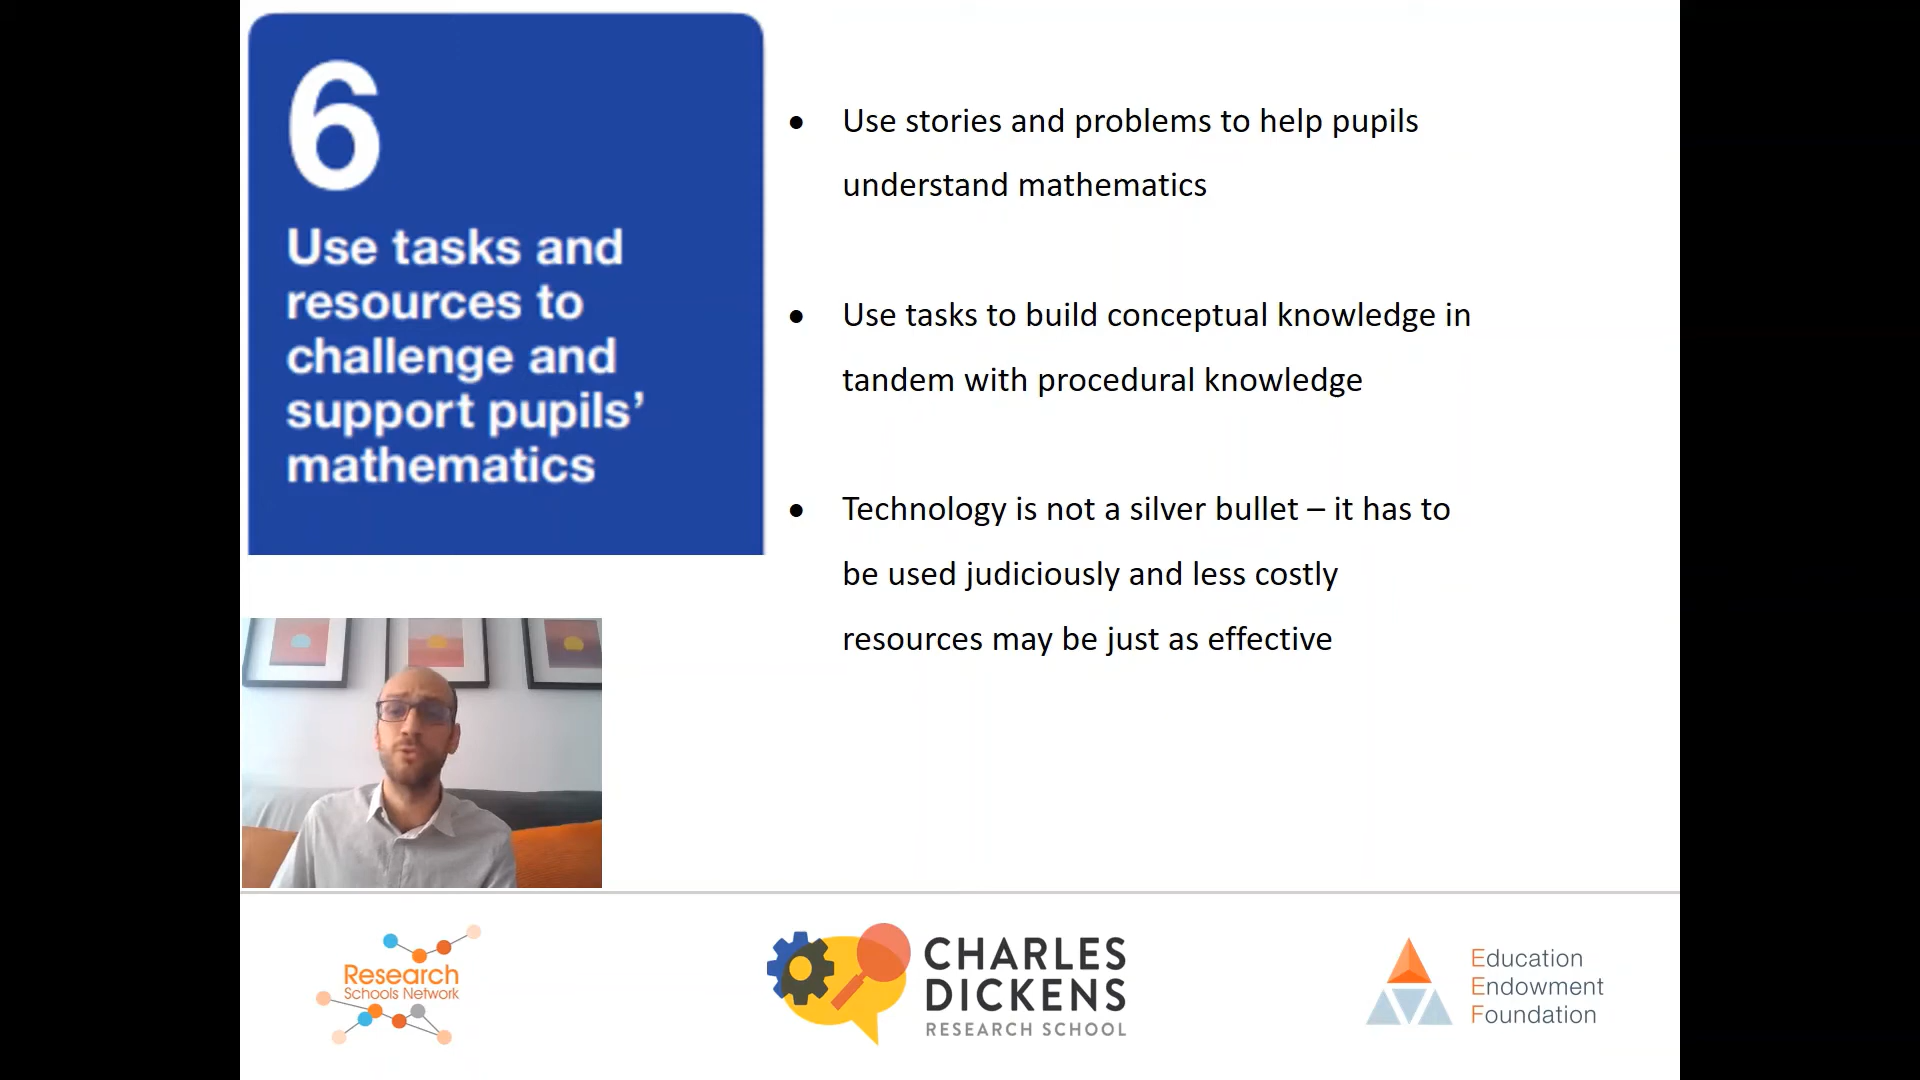 6
Use tasks and
resources to
challenge and
support pupils’
mathematics
● Use stories and problems to help pupils
understand mathematics
● Use tasks to build conceptual knowledge in
tandem with procedural knowledge
● Technology is not a silver bullet – it has to
be used judiciously and less costly
resources may be just as effective
Research
Schools Network
CHARLES
DICKENS
RESEARCH SCHOOL
Education
Endowment
Foundation